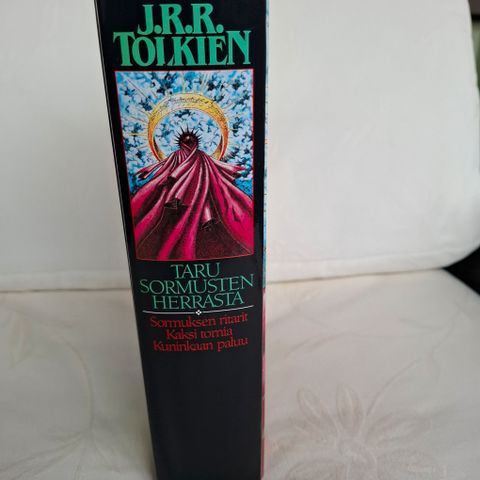 J.R.R.
TOLKIEN
TARU
SORMUSTEN
HERRASTA
Sormuksen ritarit
Kaksi tornia
Kuninkaan paluu